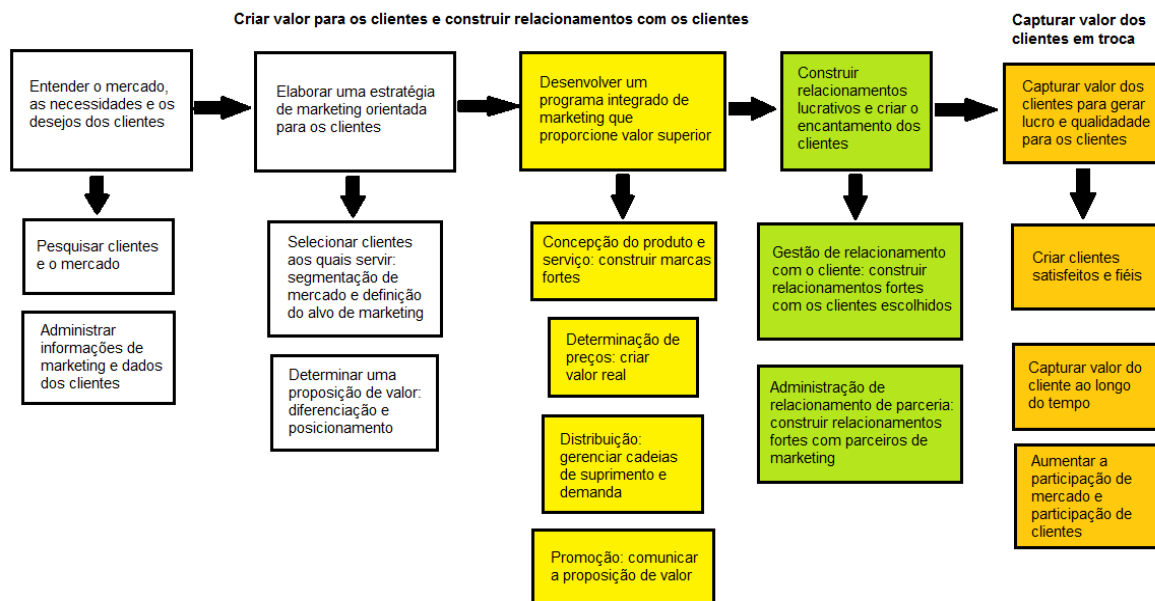 Criar valor para os clientes e construir relacionamentos com os clientes
Capturar valor dos
clientes em troca
Entender o mercado,
as necessidades e os
desejos dos clientes
Elaborar uma estratégia
de marketing orientada
para os clientes
Desenvolver um
programa integrado de
marketing que
proporcione valor superior
Construir
relacionamentos
lucrativos e criar o
encantamento dos
clientes
Capturar valor dos
clientes para gerar
lucro e qualidadade
para os clientes
Pesquisar clientes
e o mercado
Administrar
informações de
marketing e dados
dos clientes
Selecionar clientes
aos quais servir:
segmentação de
mercado e definição
do alvo de marketing
Determinar uma
proposição de valor:
diferenciação e
posicionamento
Concepção do produto e
serviço: construir marcas
fortes
Determinação de
preços: criar
valor real
Distribuição:
gerenciar cadeias
de suprimento e
demanda
Promoção: comunicar
a proposição de valor
Gestão de relacionamento
com o cliente: construir
relacionamentos fortes
com os clientes escolhidos
Administração de
relacionamento de parceria:
construir relacionamentos
fortes com parceiros de
marketing
Criar clientes
satisfeitos e fiéis
Capturar valor do
cliente ao longo
do tempo
Aumentar a
participação de
mercado e
participação de
clientes